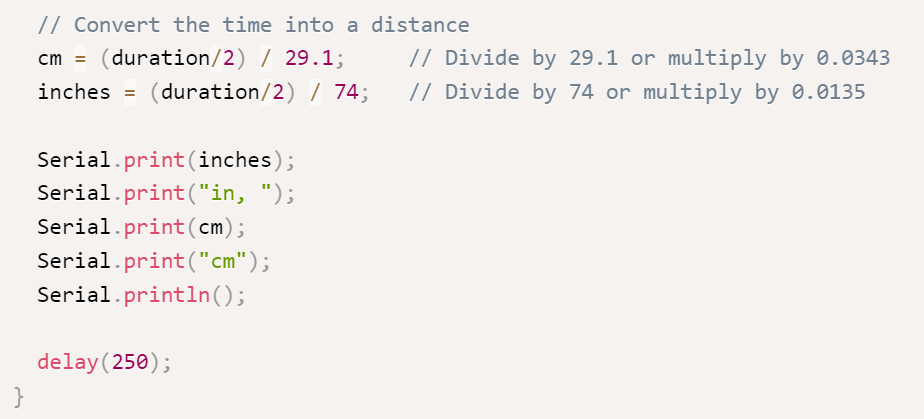 // Convert the time into a distance
cm = (duration/2) / 29.1;     // Divide by 29.1 or multiply by 0.0343
inches = (duration/2) / 74;   // Divide by 74 or multiply by 0.0135
Serial.print(inches);
Serial.print("in, ");
Serial.print(cm);
Serial.print("cm");
Serial.println();
delay(250);
}